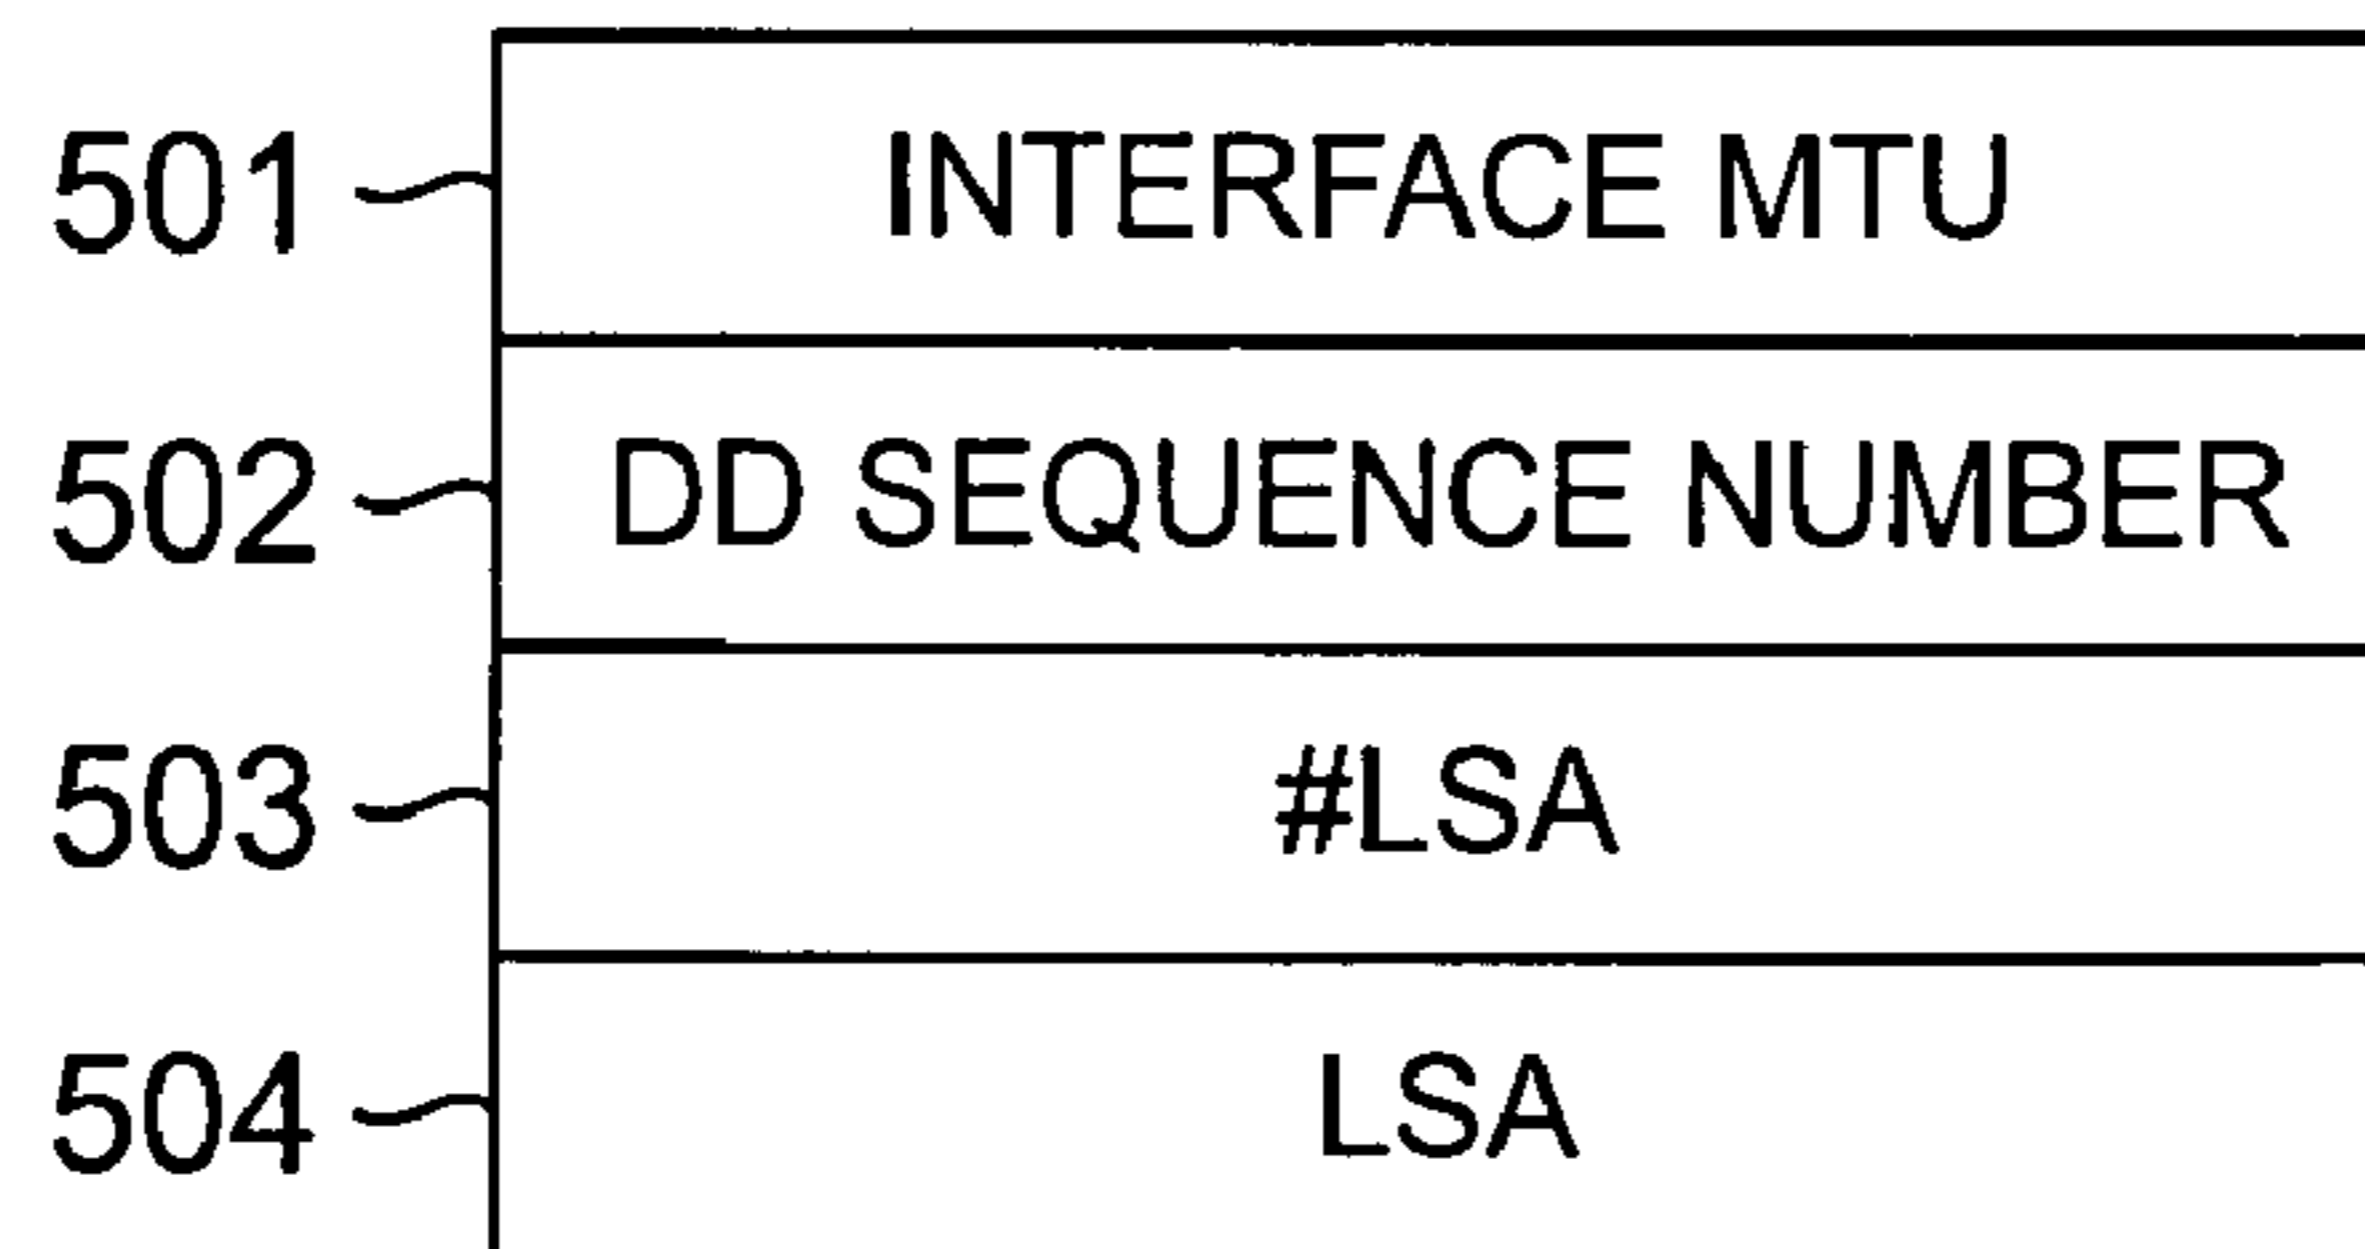 501 INTERFACE MTU
502 DD SEQUENCE NUMBER
503 #LSA
504 LSA